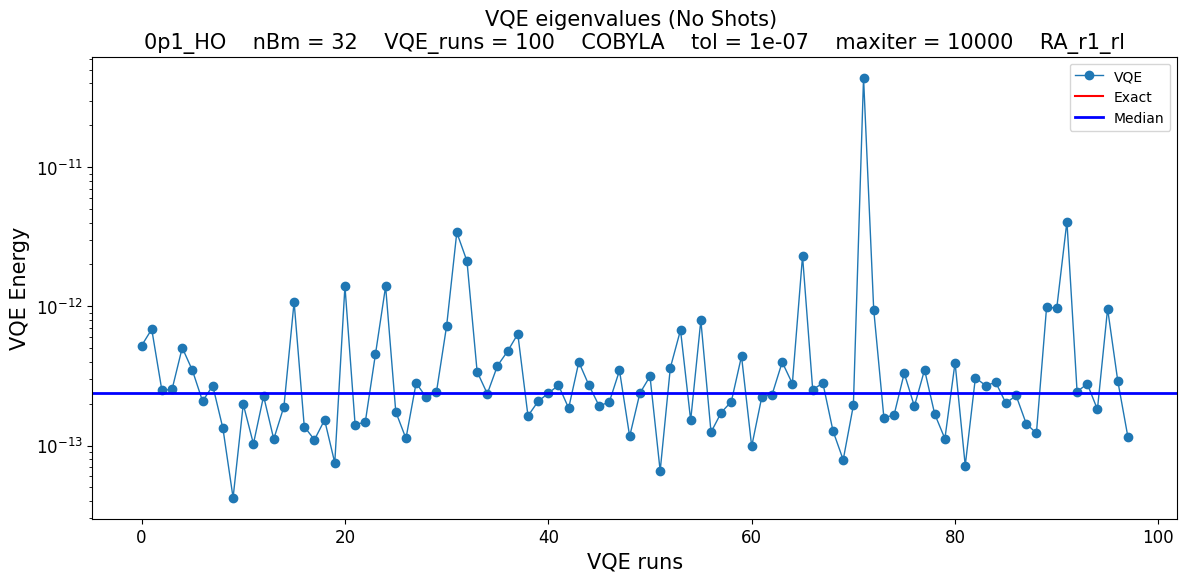 VQE eigenvalues (No Shots)
0p1_HO nBm = 32 VQE_runs = 100 COBYLA tol = 1e-07 maxiter = 10000 RA_r1_rl
VQE
Exact
Median
VQE Energy
10⁻¹¹
10⁻¹²
10⁻¹³
0 20 40 60 80 100
VQE runs